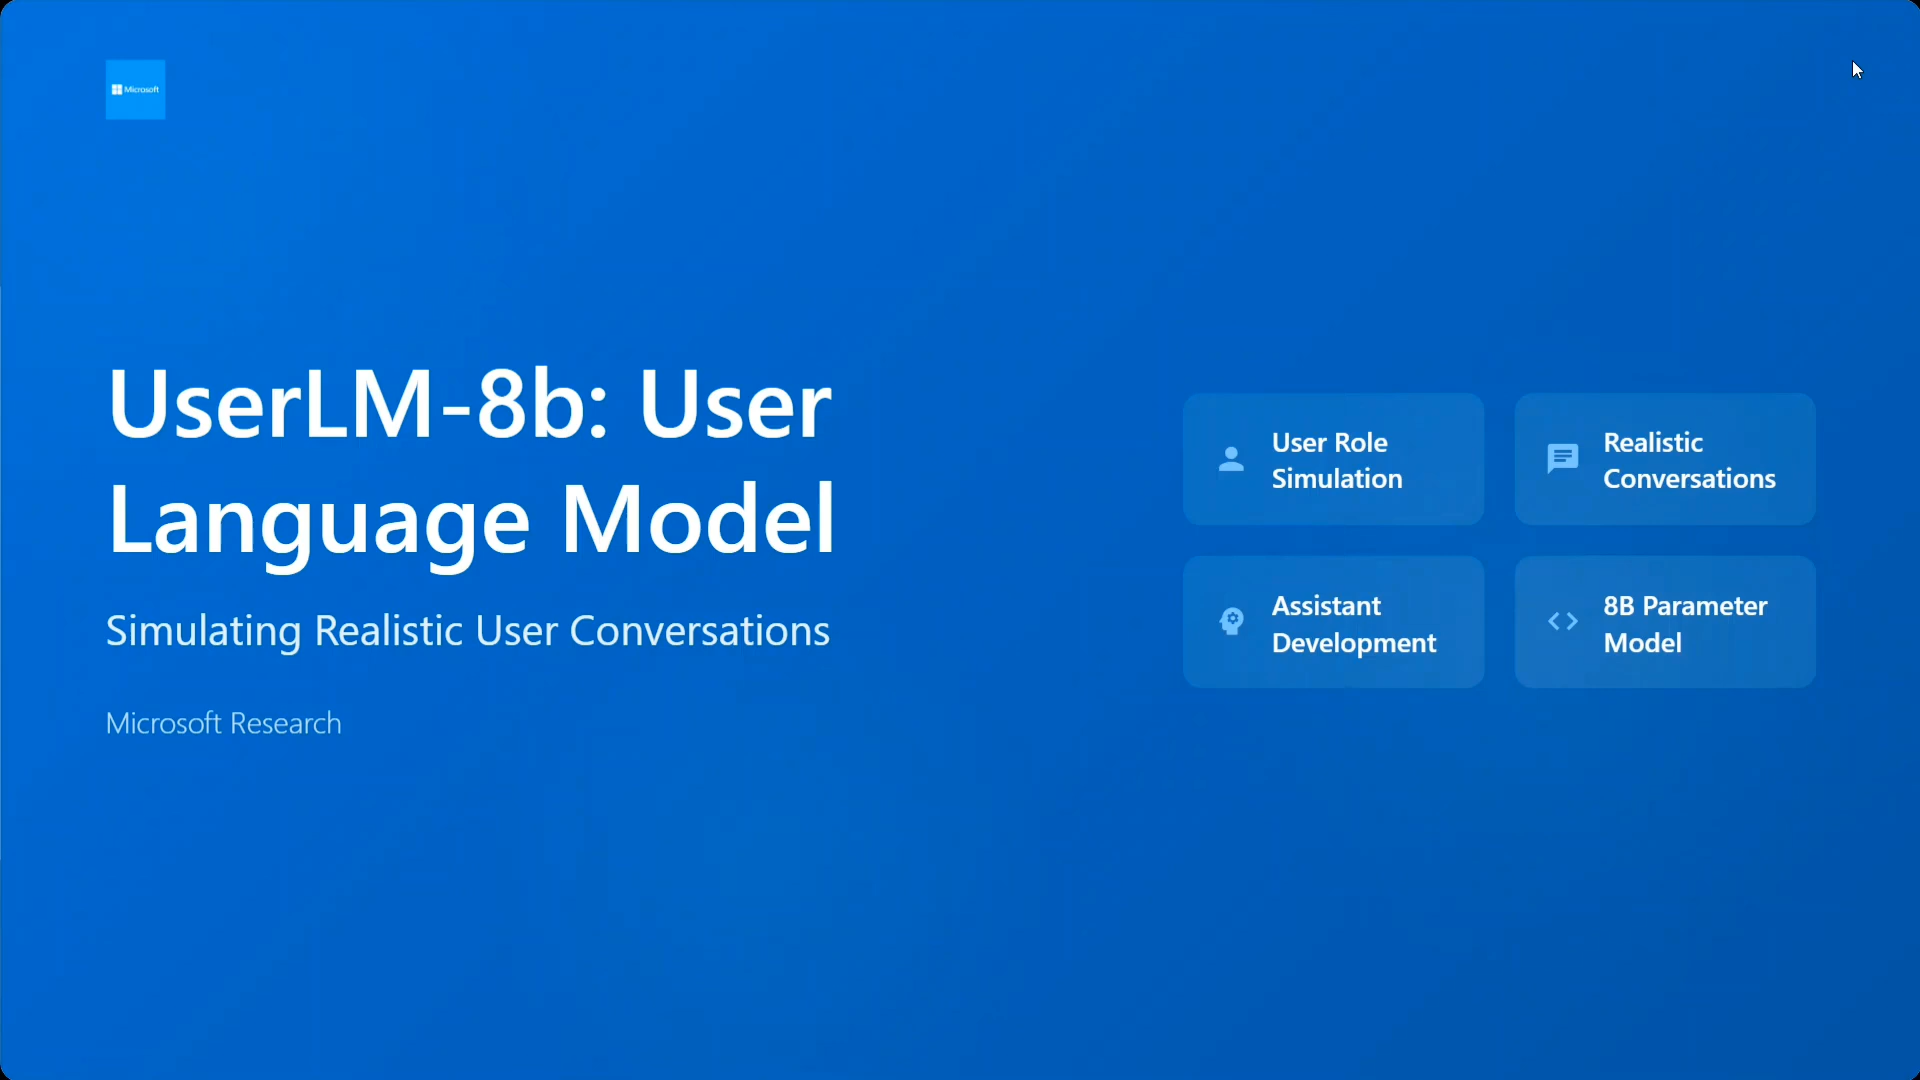 Microsoft
UserLM-8b: User
Language Model
Simulating Realistic User Conversations
Microsoft Research
User Role
Simulation
Realistic
Conversations
Assistant
Development
8B Parameter
Model